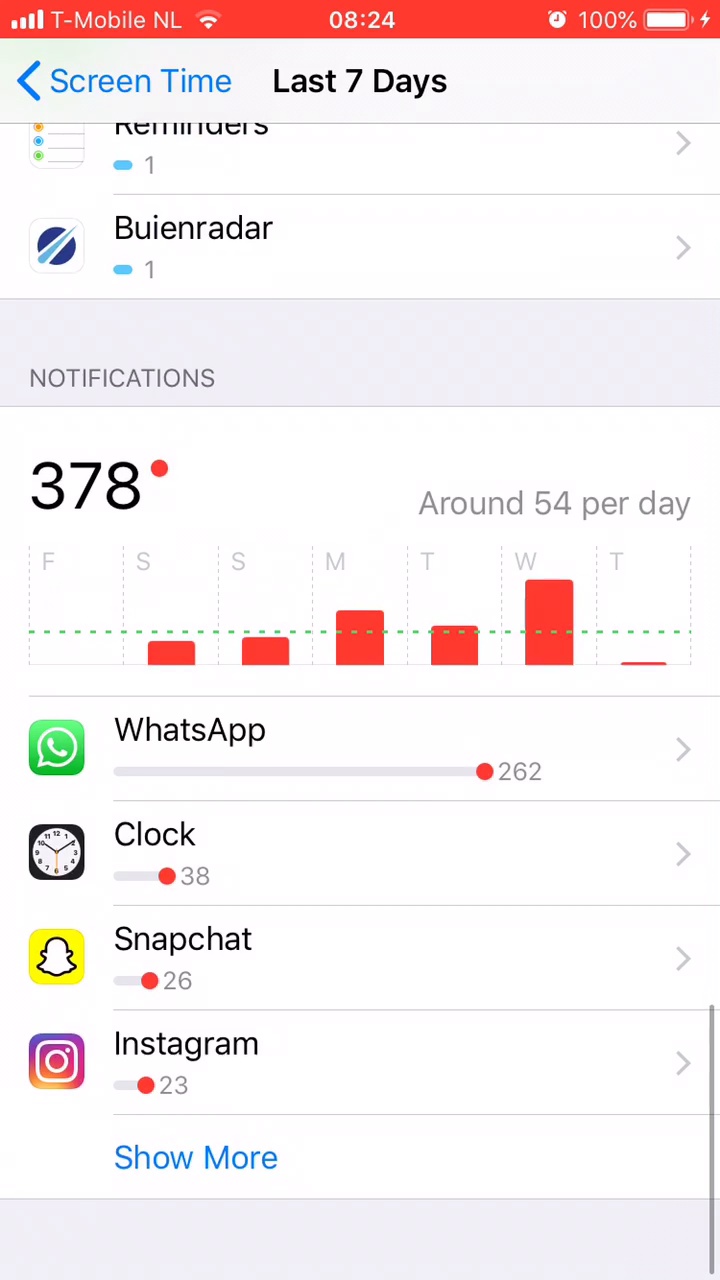 T-Mobile NL 08:24 100%
Screen Time Last 7 Days
Reminders
1
Buienradar
1
NOTIFICATIONS
378
Around 54 per day
F S S M T W T
WhatsApp
262
Clock
38
Snapchat
26
Instagram
23
Show More